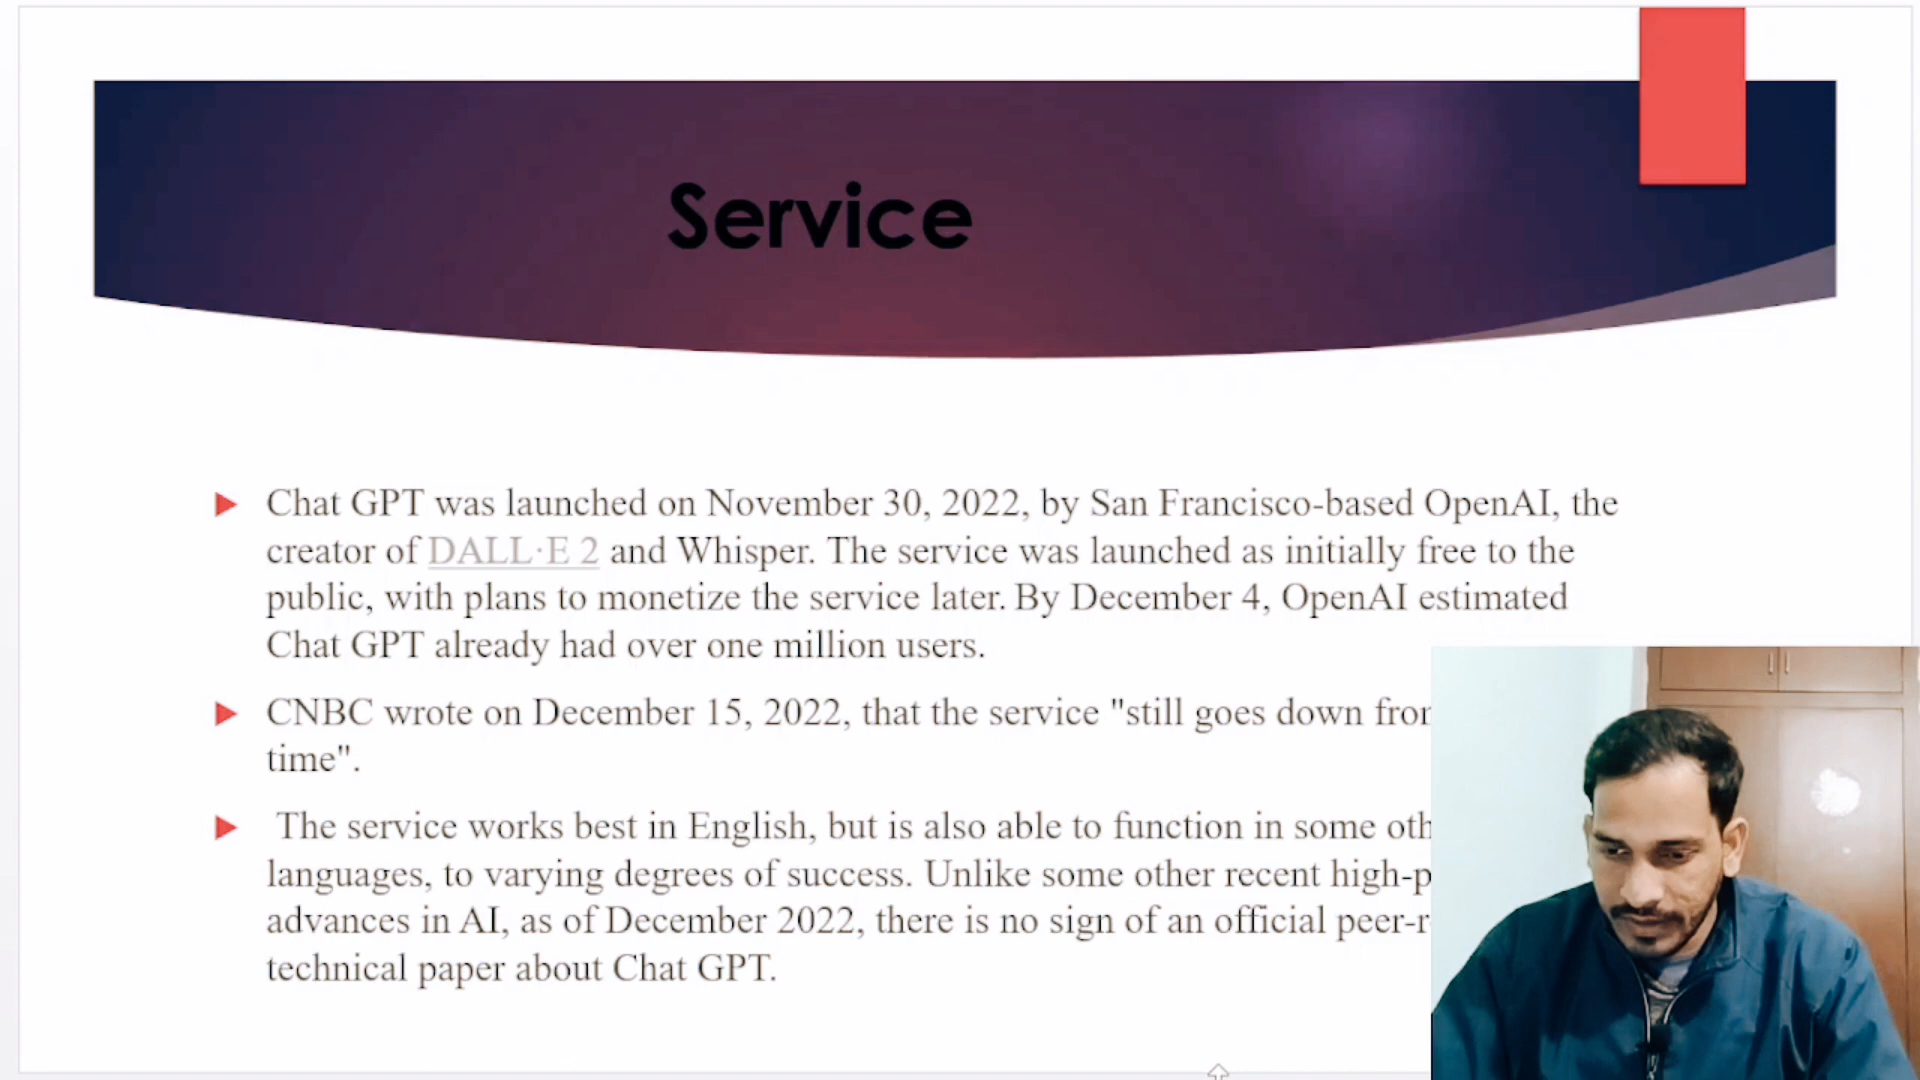 Service
Chat GPT was launched on November 30, 2022, by San Francisco-based OpenAI, the
creator of DALL·E 2 and Whisper. The service was launched as initially free to the
public, with plans to monetize the service later. By December 4, OpenAI estimated
Chat GPT already had over one million users.
CNBC wrote on December 15, 2022, that the service "still goes down
time".
The service works best in English, but is also able to function in some
languages, to varying degrees of success. Unlike some other recent
advances in AI, as of December 2022, there is no sign of an official
technical paper about Chat GPT.